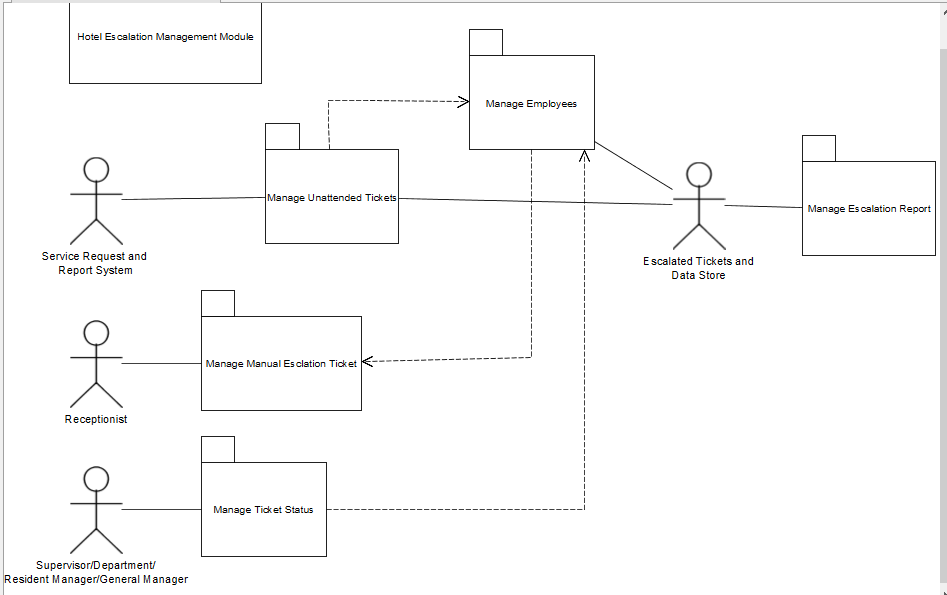 Hotel Escalation Management Module
Manage Employees
Manage Unattended Tickets
Manage Escalation Report
Service Request and
Report System
Escalated Tickets and
Data Store
Manage Manual Esclation Ticket
Receptionist
Manage Ticket Status
Supervisor/Department/
Resident Manager/General Manager